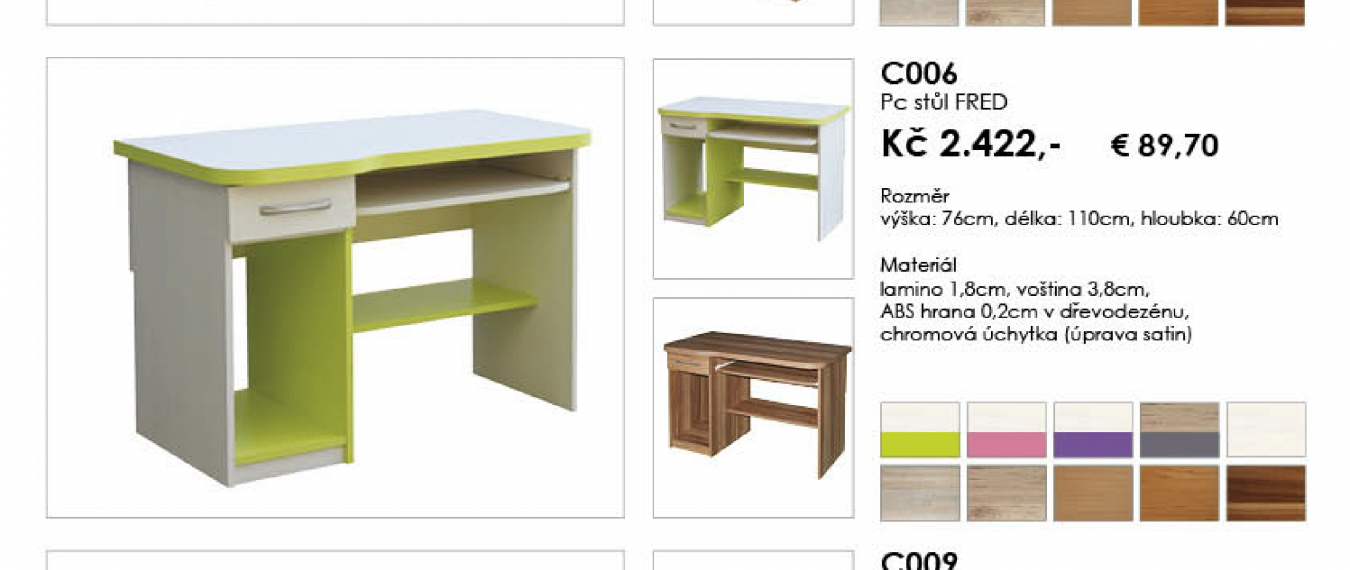 C006
Pc stůl FRED
Kč 2.422,- € 89,70
Rozměr
výška: 76cm, délka: 110cm, hloubka: 60cm
Materiál
lamino 1,8cm, voština 3,8cm,
ABS hrana 0,2cm v dřevodezénu,
chromová úchytka (úprava satin)
C009